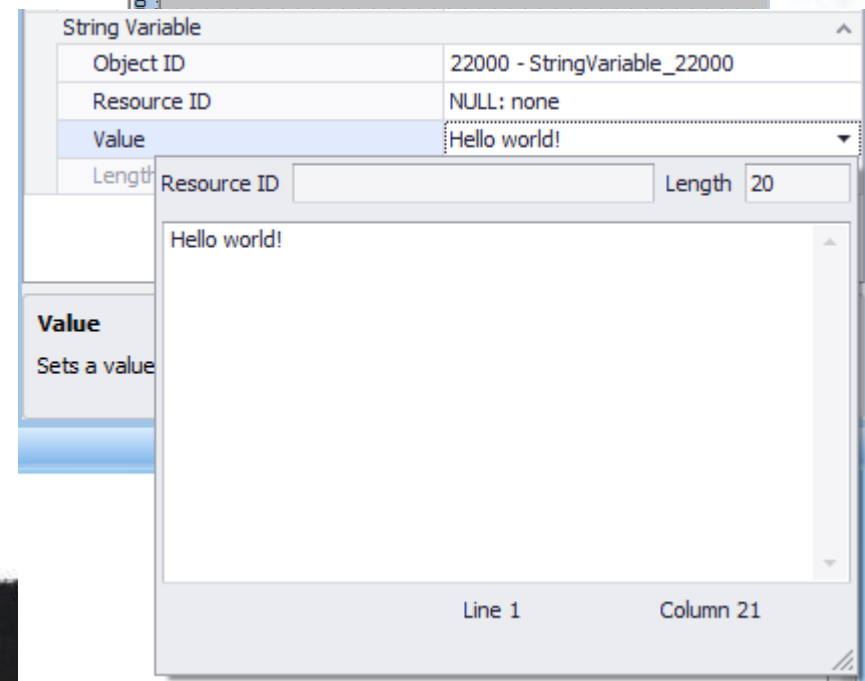 String Variable
Object ID 22000 - StringVariable_22000
Resource ID NULL: none
Value Hello world!
Length
Resource ID Length 20
Hello world!
Value
Sets a value
Line 1 Column 21